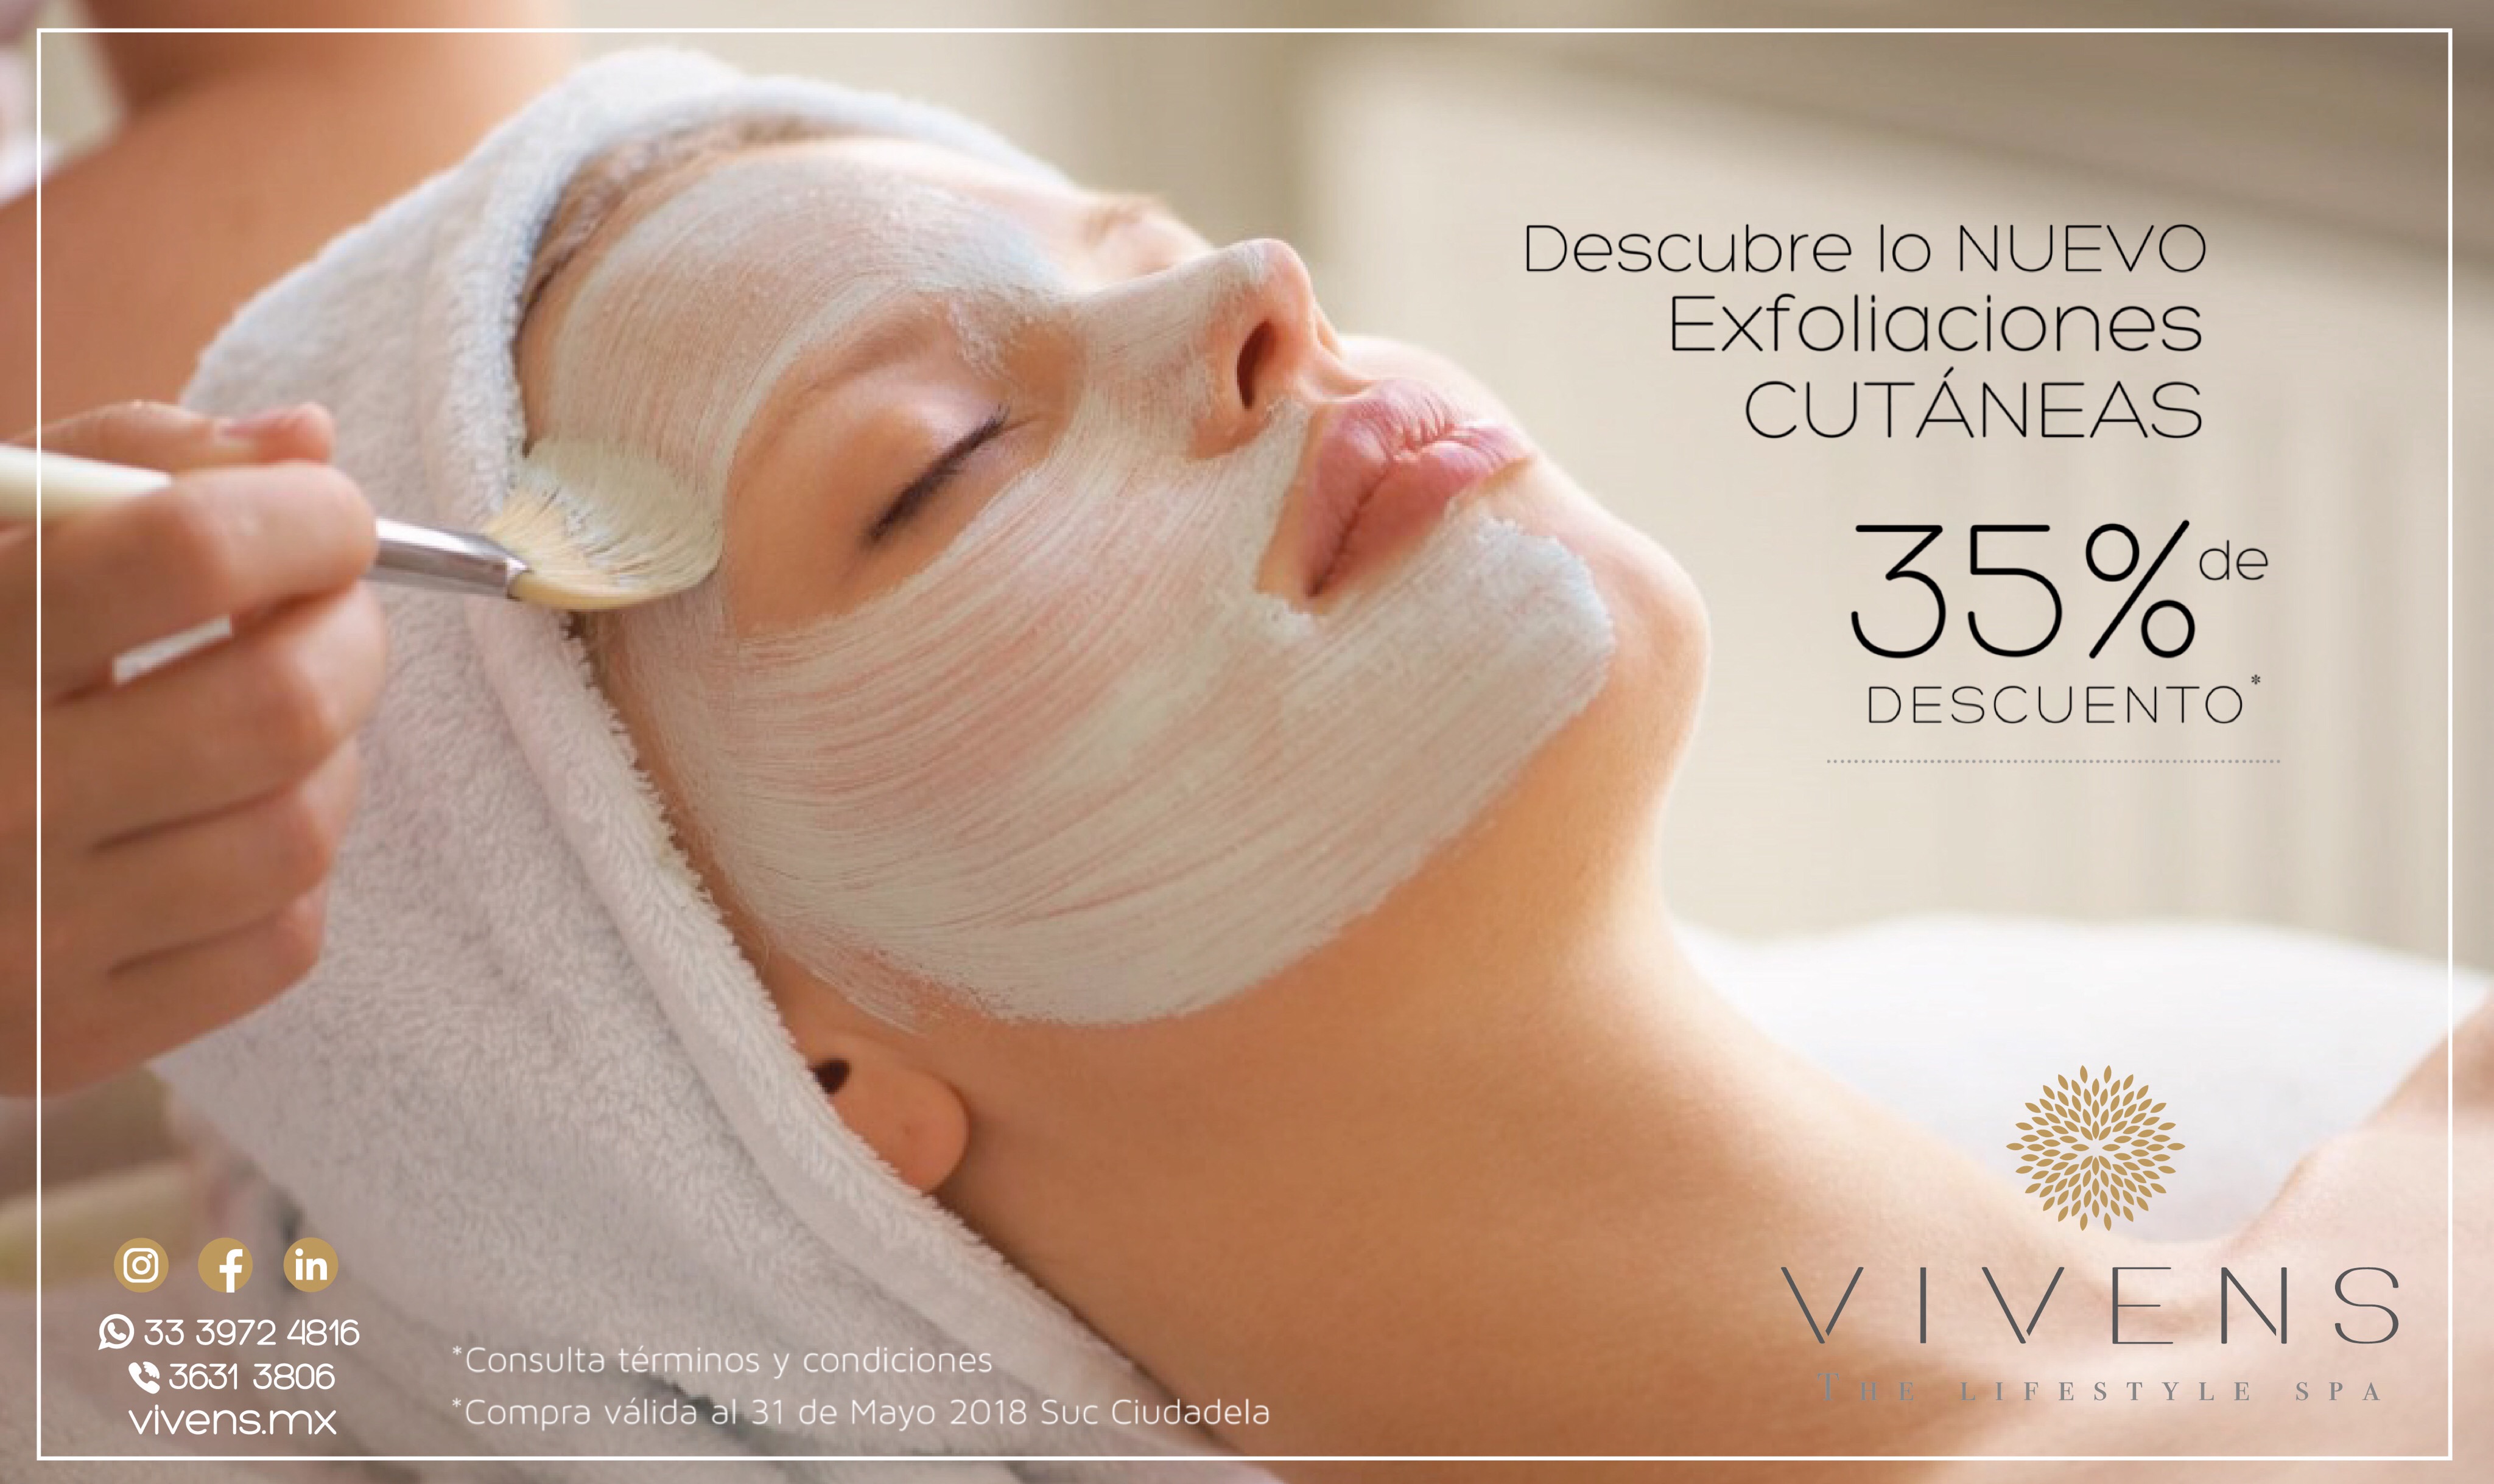 Descubre lo NUEVO
Exfoliaciones
CUTÁNEAS
35% de
DESCUENTO*
VIVENS
THE LIFESTYLE SPA
33 3972 4816
3631 3806
vivens.mx
*Consulta términos y condiciones
*Compra válida al 31 de Mayo 2018 Suc Ciudadela